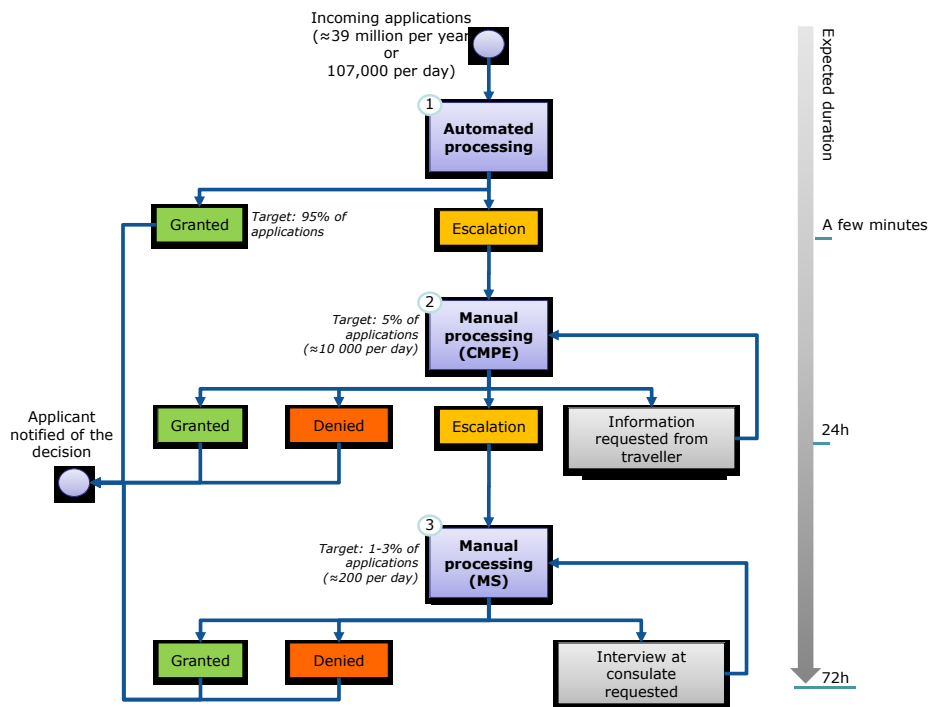 Incoming applications
(≈39 million per year
or
107,000 per day)
Expected duration
1
Automated
processing
Granted
Target: 95% of
applications
Escalation
A few minutes
2
Target: 5% of
applications
(≈10 000 per day)
Manual
processing
(CMPE)
Applicant
notified of the
decision
Granted
Denied
Escalation
Information
requested from
traveller
24h
3
Target: 1-3% of
applications
(≈200 per day)
Manual
processing
(MS)
Granted
Denied
Interview at
consulate
requested
72h